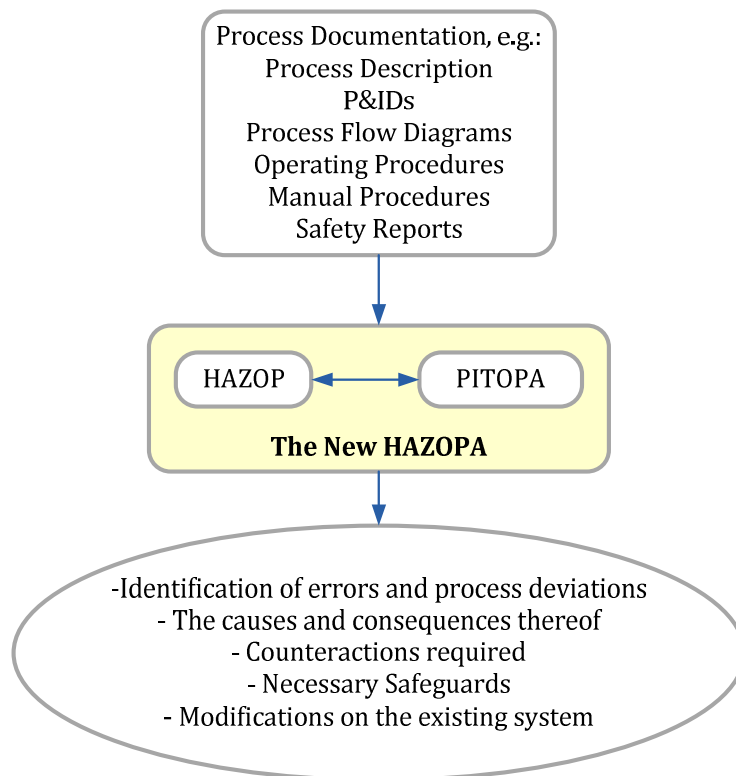 Process Documentation, e.g.:
Process Description
P&IDs
Process Flow Diagrams
Operating Procedures
Manual Procedures
Safety Reports
HAZOP
PITOPA
The New HAZOPA
-Identification of errors and process deviations
- The causes and consequences thereof
- Counteractions required
- Necessary Safeguards
- Modifications on the existing system